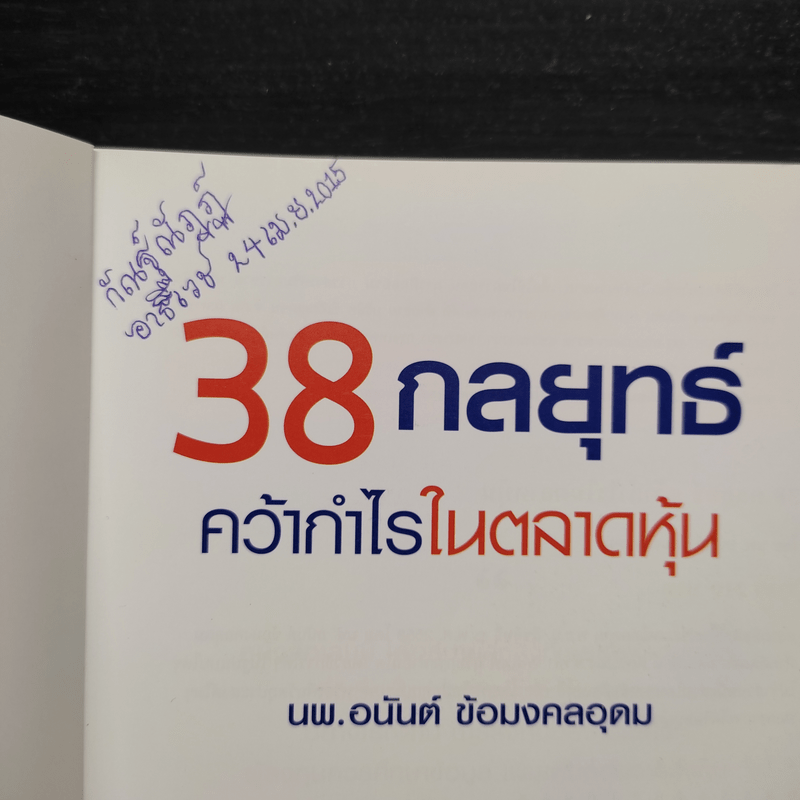 24 เม.ย.2015
38 กลยุทธ์
คว้ากำไรในตลาดหุ้น
นพ.อนันต์ ข้อมงคลอุดม